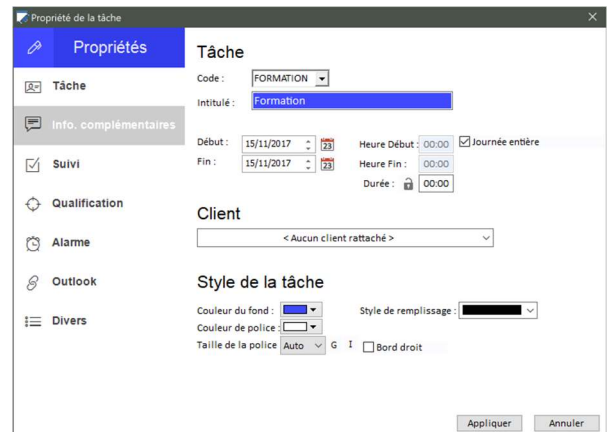 Propriété de la tâche
Propriétés
Tâche
Info. complémentaires
Suivi
Qualification
Alarme
Outlook
Divers
Tâche
Code : FORMATION
Intitulé : Formation
Début : 15/11/2017 23 Heure Début : 00:00 Journée entière
Fin : 15/11/2017 23 Heure Fin : 00:00
Durée : 00:00
Client
< Aucun client rattaché >
Style de la tâche
Couleur du fond : Style de remplissage :
Couleur de police :
Taille de la police Auto G I Bord droit
Appliquer Annuler